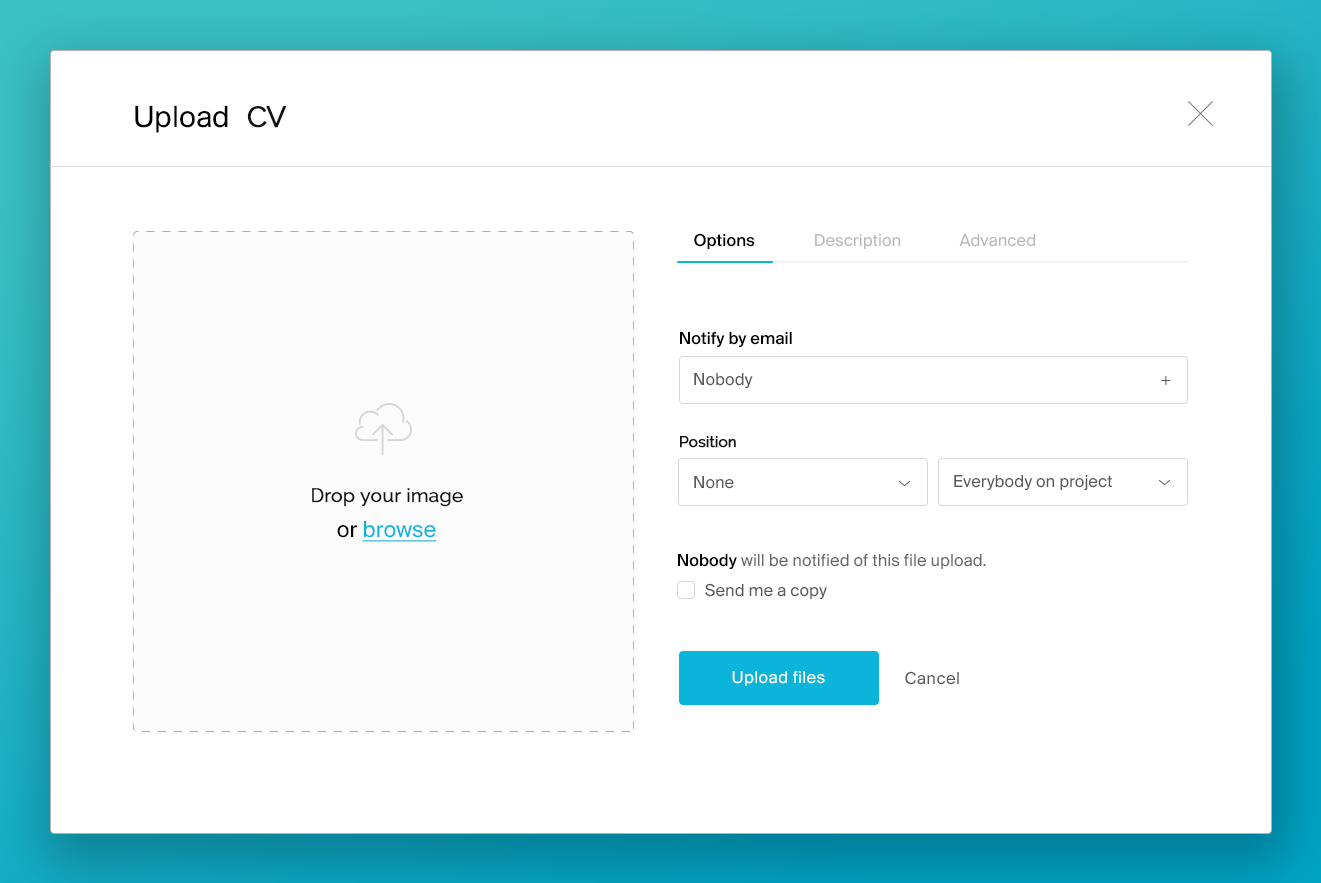 Upload CV
Drop your image
or browse
Options Description Advanced
Notify by email
Nobody +
Position
None Everybody on project
Nobody will be notified of this file upload.
Send me a copy
Upload files Cancel